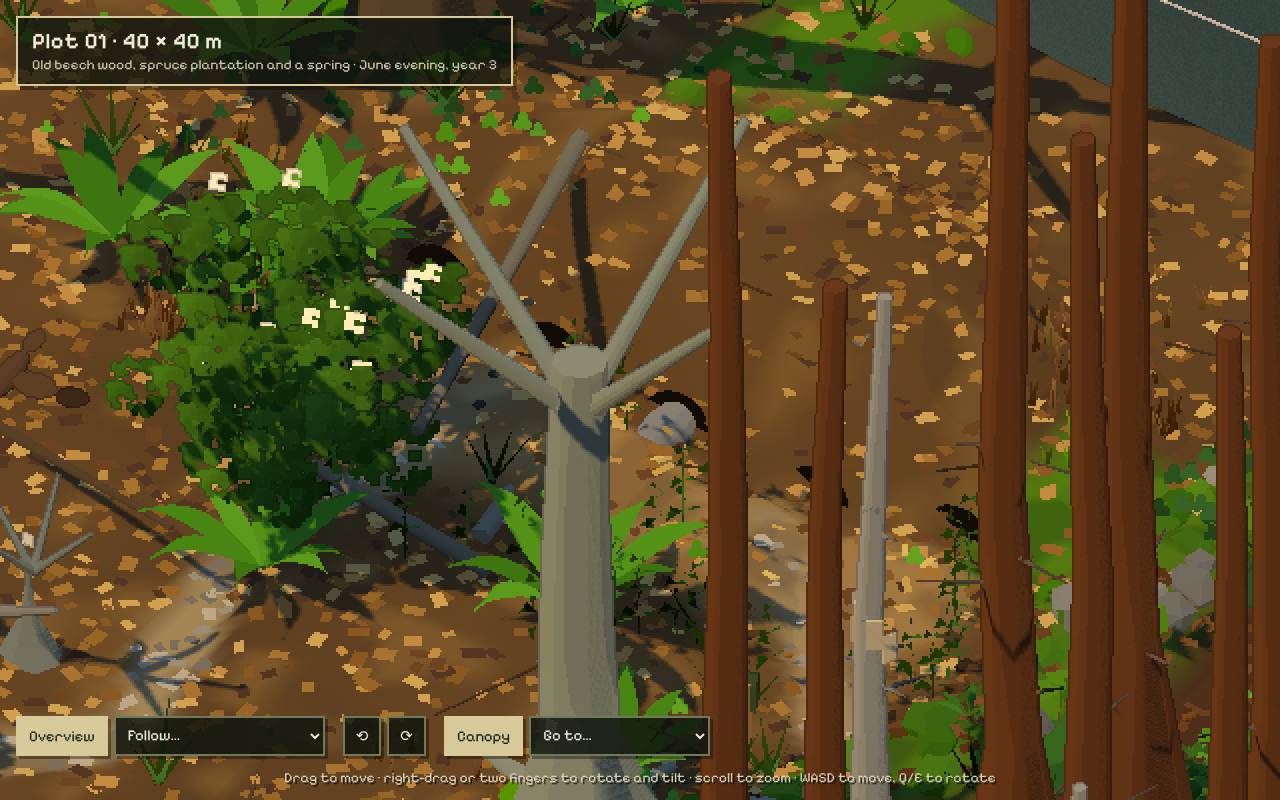 Plot 01 · 40 × 40 m
Old beech wood, spruce plantation and a spring · June evening, year 3
Overview
Follow...
⟲
⟳
Canopy
Go to...
Drag to move · right-drag or two fingers to rotate and tilt · scroll to zoom · WASD to move, Q/E to rotate